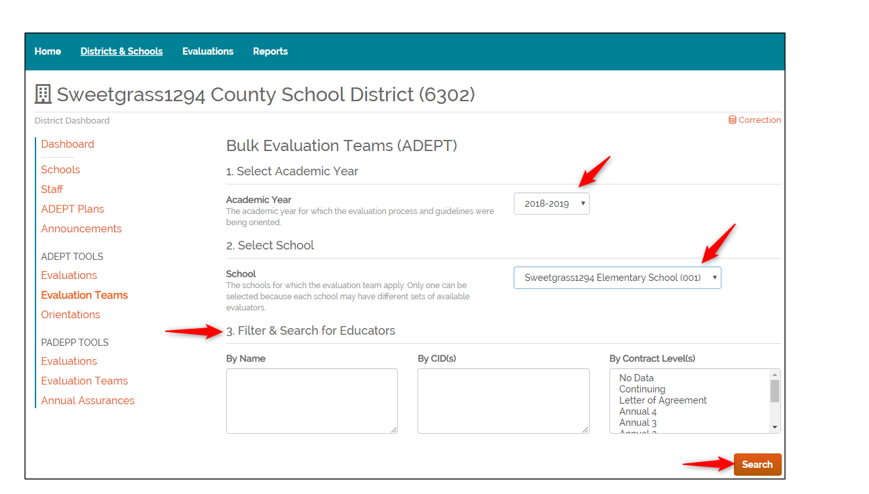 Home Districts & Schools Evaluations Reports
Sweetgrass1294 County School District (6302)
District Dashboard
Correction
Dashboard
Schools
Staff
ADEPT Plans
Announcements
ADEPT TOOLS
Evaluations
Evaluation Teams
Orientations
PADEPP TOOLS
Evaluations
Evaluation Teams
Annual Assurances
Bulk Evaluation Teams (ADEPT)
1. Select Academic Year
Academic Year
The academic year for which the evaluation process and guidelines were
being oriented.
2018-2019
2. Select School
School
The schools for which the evaluation team apply. Only one can be
selected because each school may have different sets of available
evaluators.
Sweetgrass1294 Elementary School (001)
3. Filter & Search for Educators
By Name
By CID(s)
By Contract Level(s)
No Data
Continuing
Letter of Agreement
Annual 4
Annual 3
Search